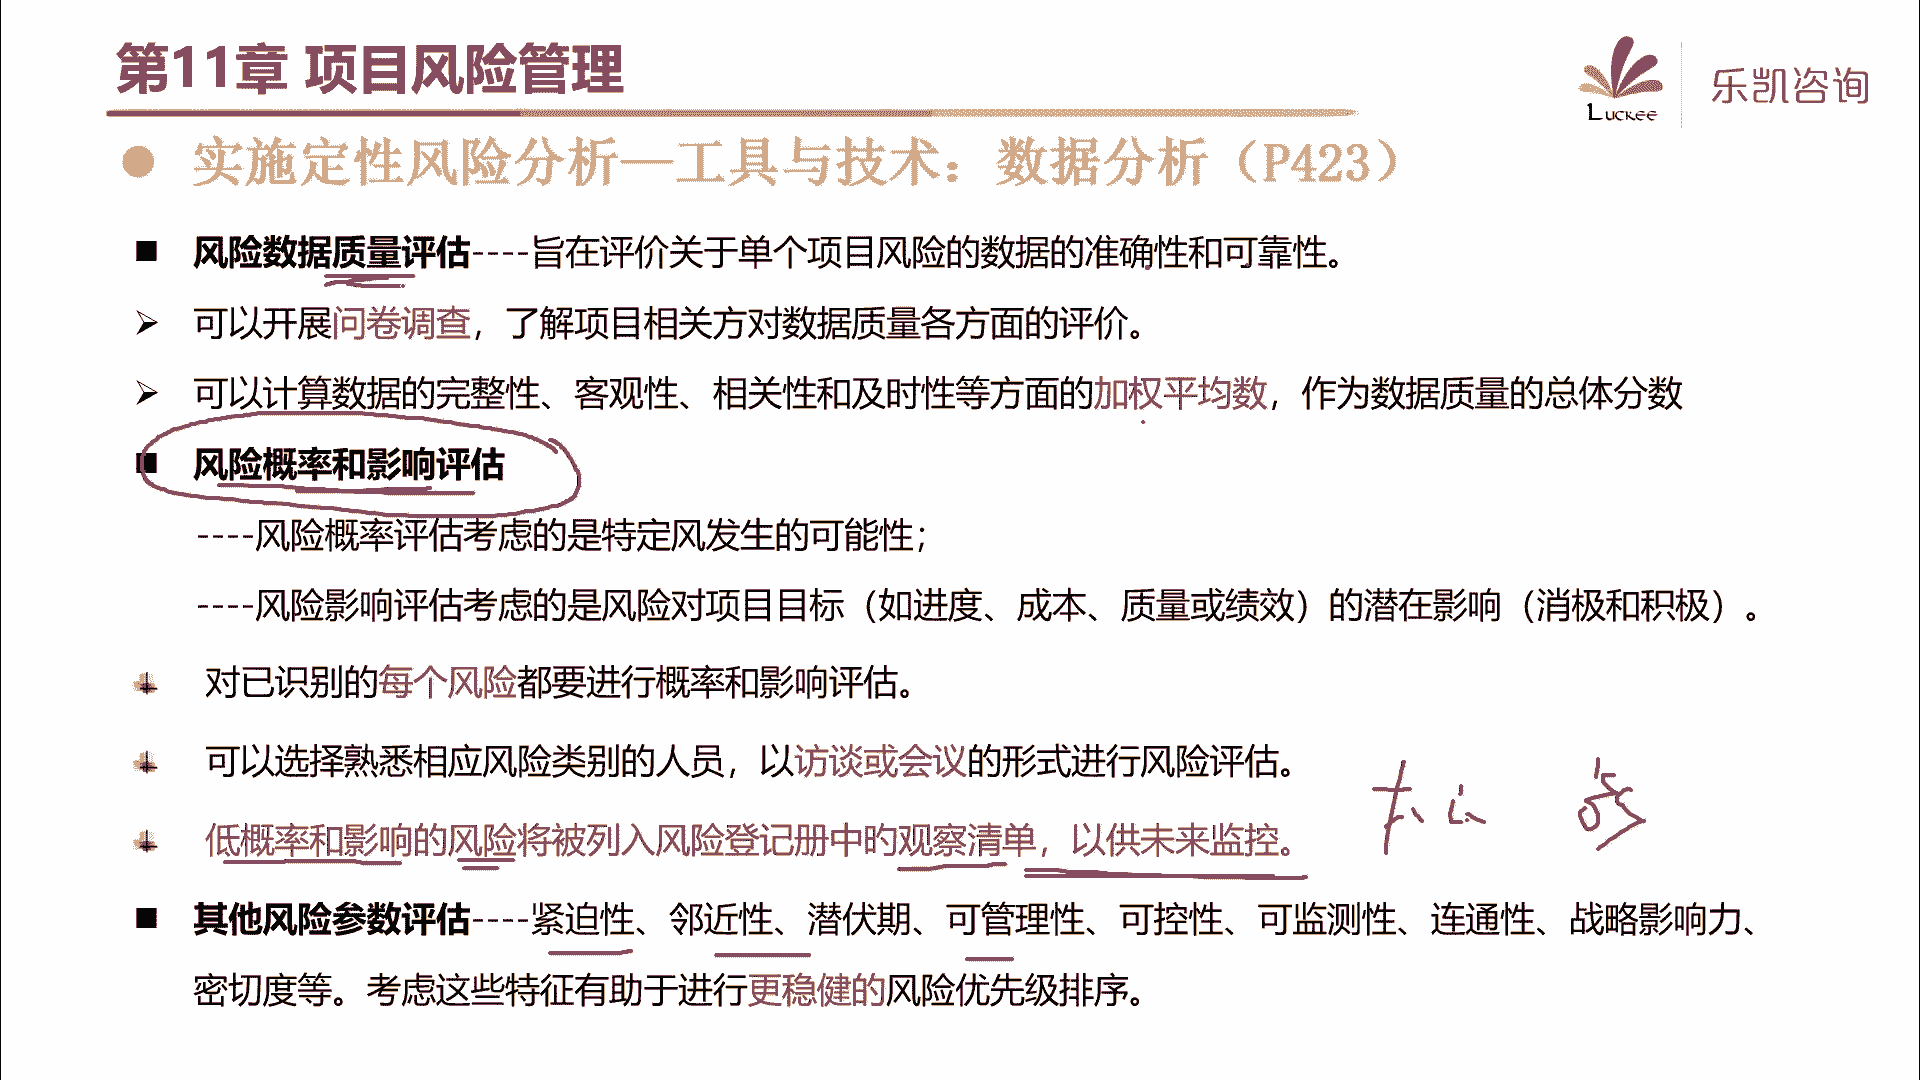 第11章 项目风险管理
LUCKEE
乐凯咨询
● 实施定性风险分析—工具与技术：数据分析（P423）
■ 风险数据质量评估----旨在评价关于单个项目风险的数据的准确性和可靠性。
➢ 可以开展问卷调查，了解项目相关方对数据质量各方面的评价。
➢ 可以计算数据的完整性、客观性、相关性和及时性等方面的加权平均数，作为数据质量的总体分数
■ 风险概率和影响评估
----风险概率评估考虑的是特定风发生的可能性；
----风险影响评估考虑的是风险对项目目标（如进度、成本、质量或绩效）的潜在影响（消极和积极）。
对已识别的每个风险都要进行概率和影响评估。
可以选择熟悉相应风险类别的人员，以访谈或会议的形式进行风险评估。
低概率和影响的风险将被列入风险登记册中的观察清单，以供未来监控。
■ 其他风险参数评估----紧迫性、邻近性、潜伏期、可管理性、可控性、可监测性、连通性、战略影响力、
密切度等。考虑这些特征有助于进行更稳健的风险优先级排序。